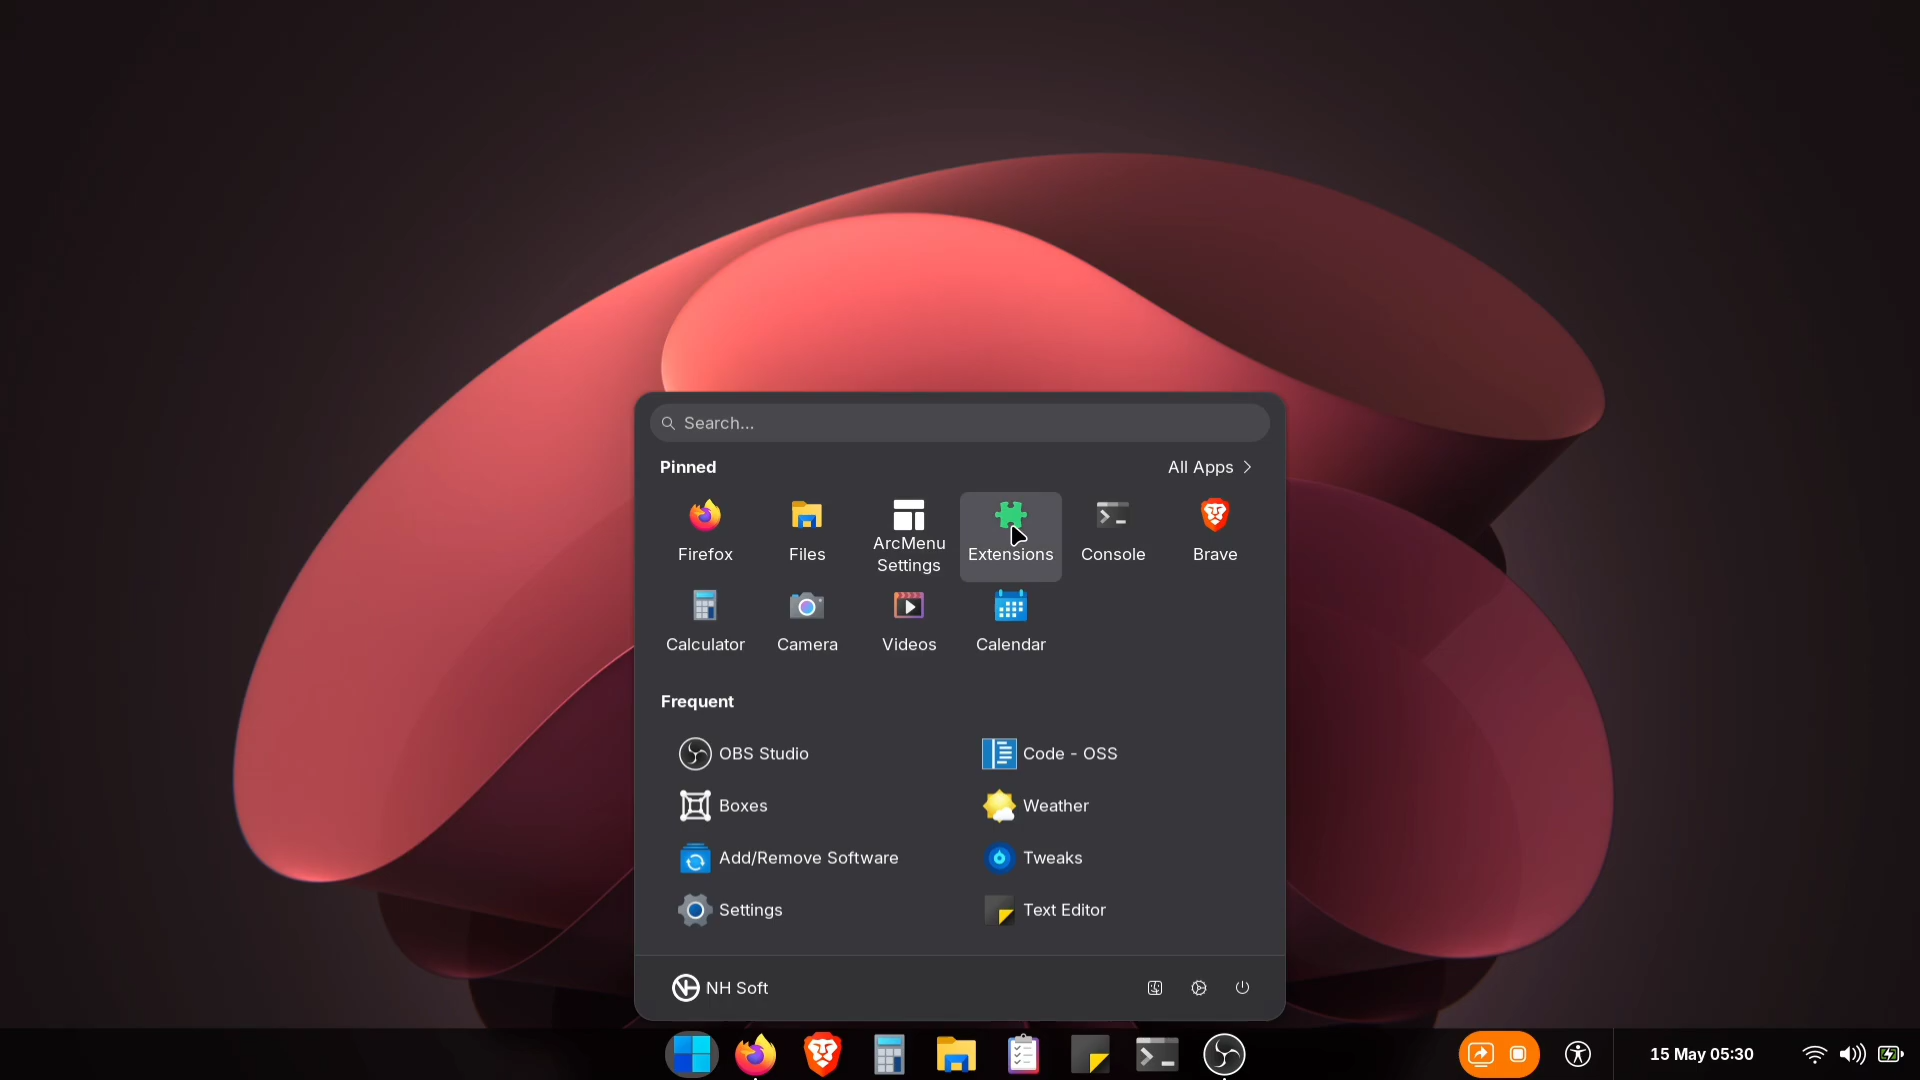 Search...
Pinned
All Apps
Firefox
Files
ArcMenu
Settings
Extensions
Console
Brave
Calculator
Camera
Videos
Calendar
Frequent
OBS Studio
Code - OSS
Boxes
Weather
Add/Remove Software
Tweaks
Settings
Text Editor
NH Soft
15 May 05:30